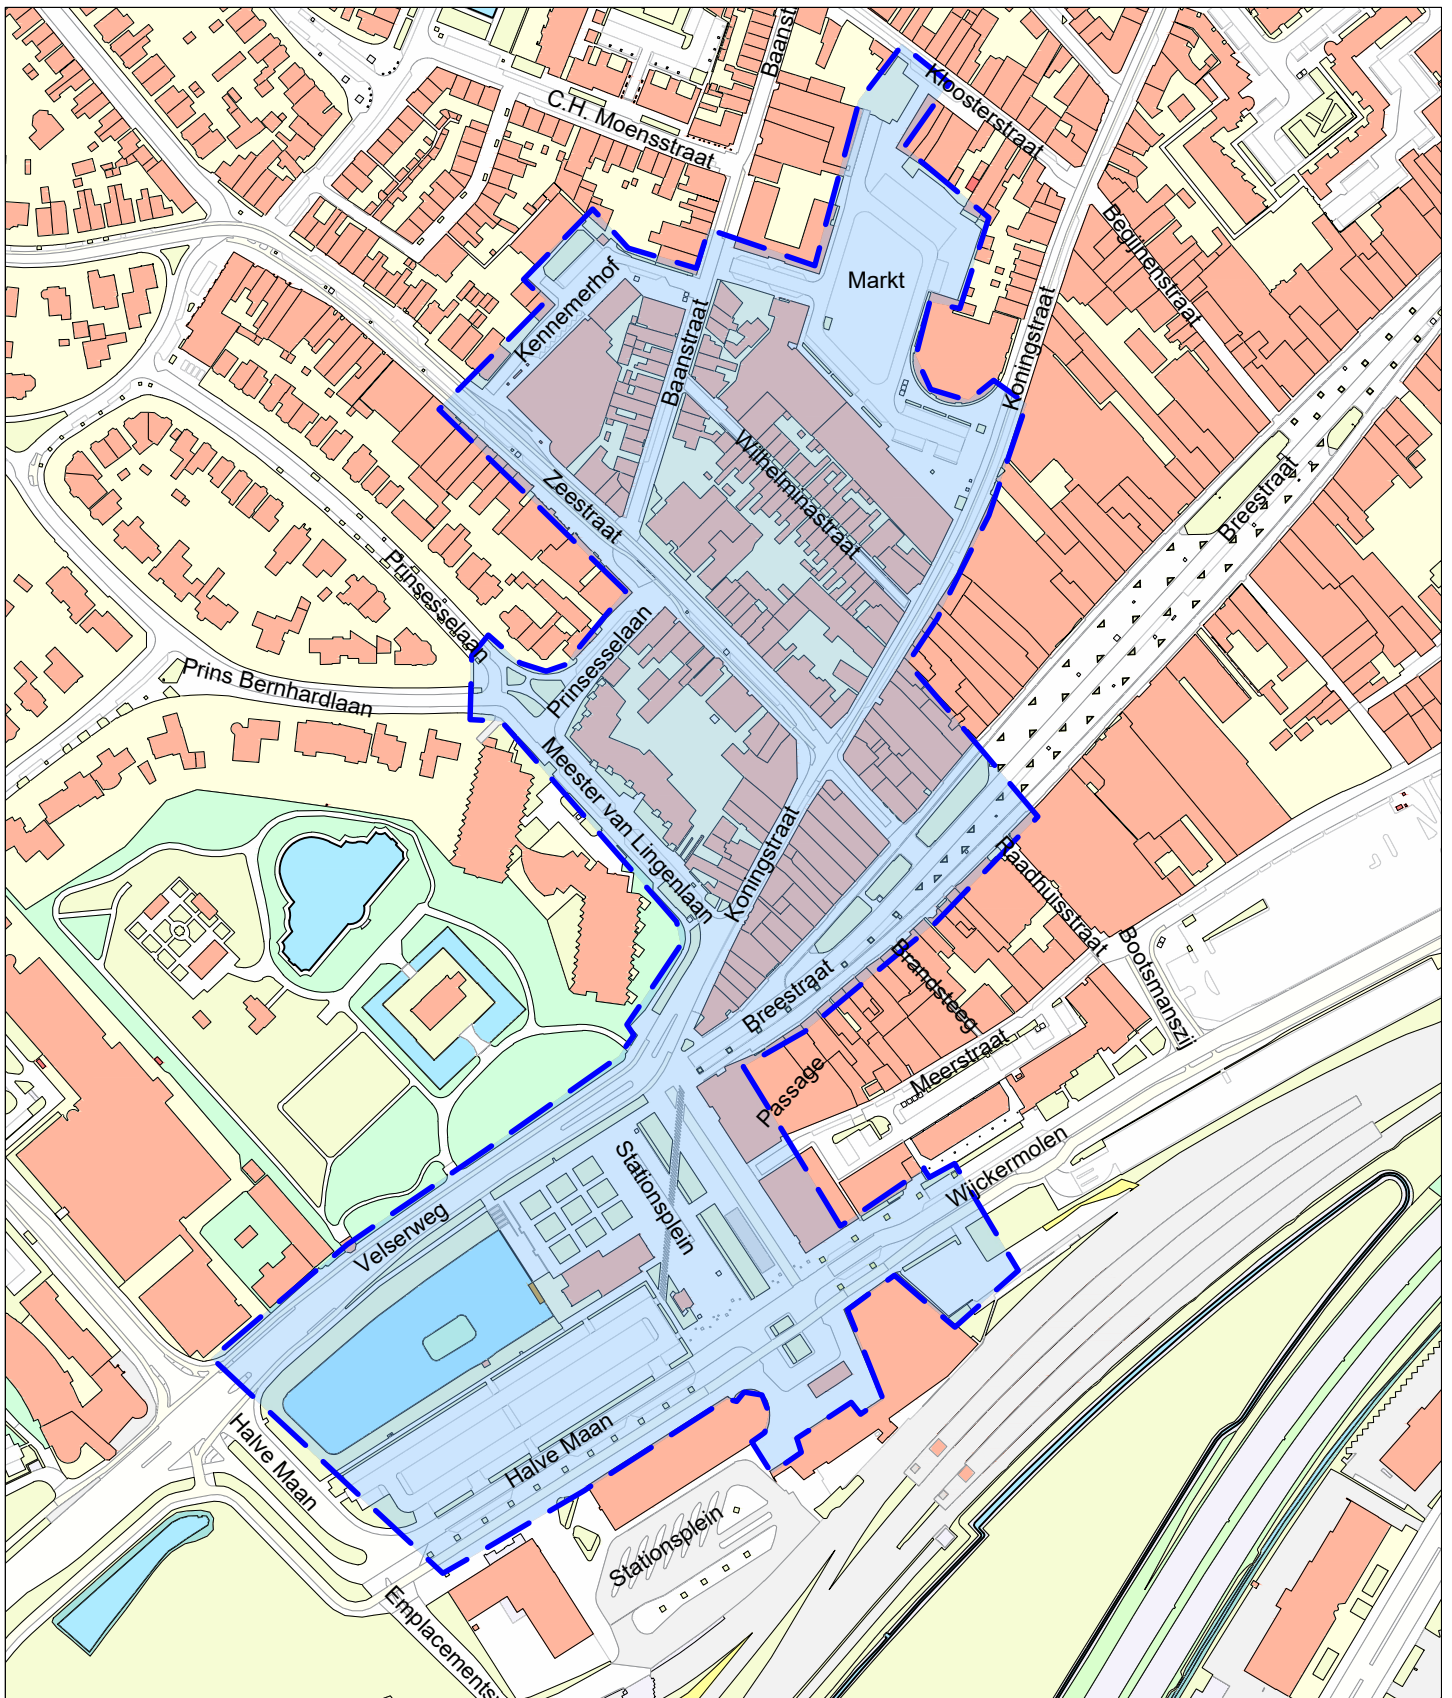 Baanst
Kloosterstraat
C.H. Moensstraat
Begijnenstraat
Kennemerhof
Markt
Baanstraat
Koningstraat
Wilhelminastraat
Zeestraat
Breestraat
Prinsesselaan
Prinsesselaan
Prins Bernhardlaan
Meester van Lingenlaan
Koningstraat
Raadhuisstraat
Bootsmanszij
Brandsteeg
Breestraat
Meerstraat
Passage
Wijckermolen
Stationsplein
Velserweg
Halve Maan
Halve Maan
Stationsplein
Emplacements